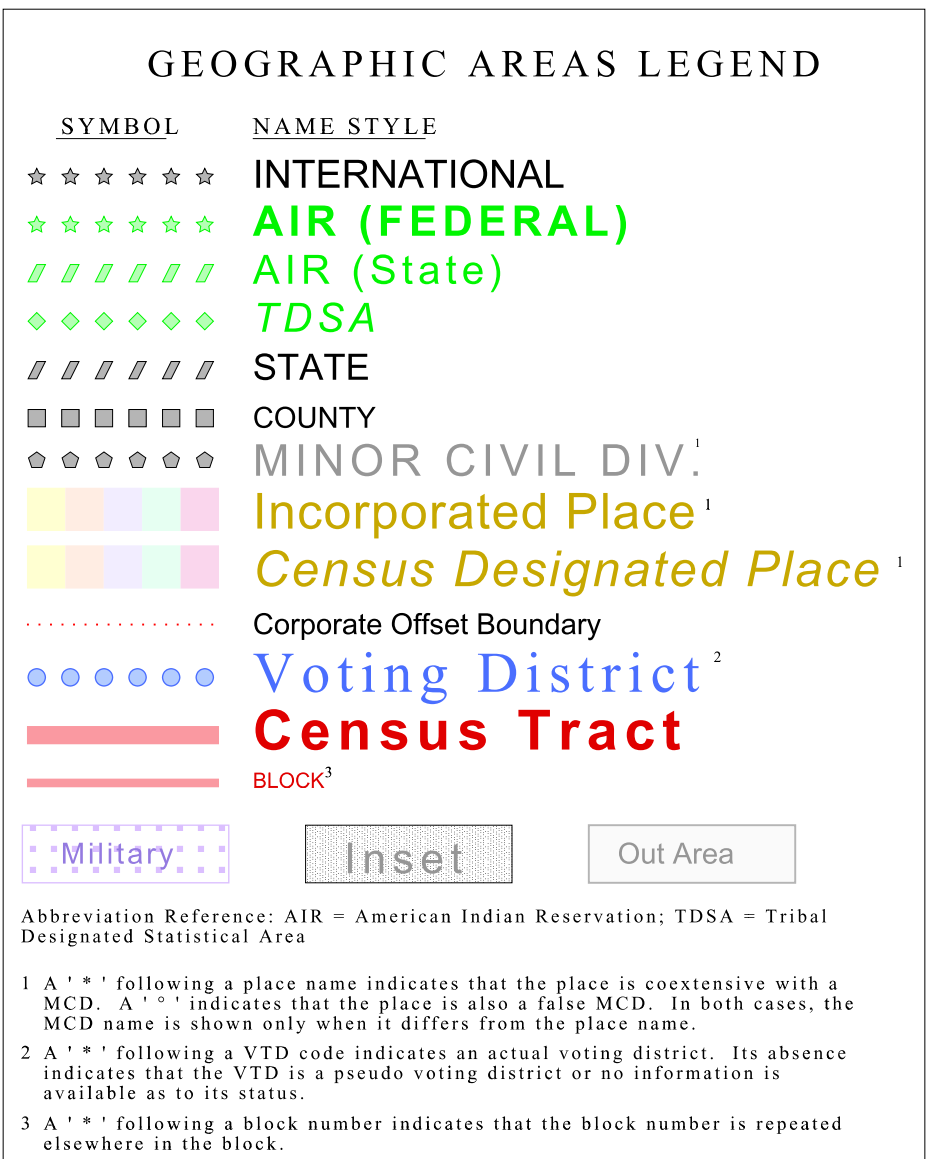 GEOGRAPHIC AREAS LEGEND
SYMBOL NAME STYLE
INTERNATIONAL
AIR (FEDERAL)
AIR (State)
TDSA
STATE
COUNTY
MINOR CIVIL DIV. 1
Incorporated Place 1
Census Designated Place 1
Corporate Offset Boundary
Voting District 2
Census Tract
BLOCK3
Military Inset Out Area
Abbreviation Reference: AIR = American Indian Reservation; TDSA = Tribal
Designated Statistical Area
1 A ' * ' following a place name indicates that the place is coextensive with a
MCD. A ' ° ' indicates that the place is also a false MCD. In both cases, the
MCD name is shown only when it differs from the place name.
2 A ' * ' following a VTD code indicates an actual voting district. Its absence
indicates that the VTD is a pseudo voting district or no information is
available as to its status.
3 A ' * ' following a block number indicates that the block number is repeated
elsewhere in the block.